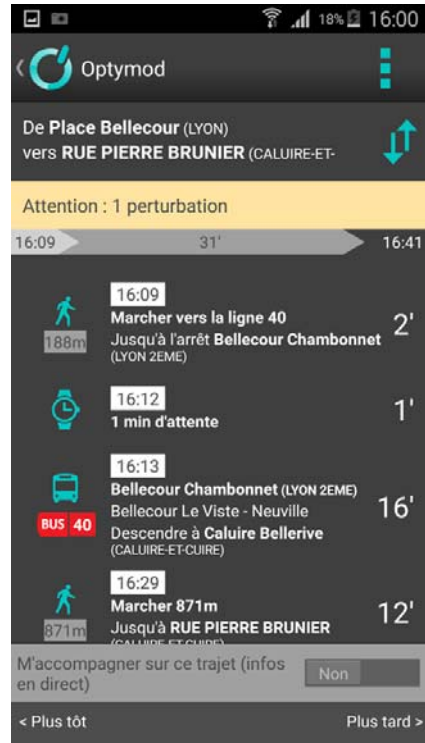 18% 16:00
Optymod
De Place Bellecour (LYON)
vers RUE PIERRE BRUNIER (CALUIRE-ET-
Attention : 1 perturbation
16:09 31' 16:41
16:09
Marcher vers la ligne 40
2'
188m Jusqu'à l'arrêt Bellecour Chambonnet
(LYON 2EME)
16:12
1 min d'attente
1'
16:13
Bellecour Chambonnet (LYON 2EME)
Bellecour Le Viste - Neuville
16'
BUS 40 Descendre à Caluire Bellerive
(CALUIRE-ET-CUIRE)
16:29
Marcher 871m
12'
871m Jusqu'à RUE PIERRE BRUNIER
(CALUIRE-ET-CUIRE)
M'accompagner sur ce trajet (infos
en direct)
Non
< Plus tôt Plus tard >